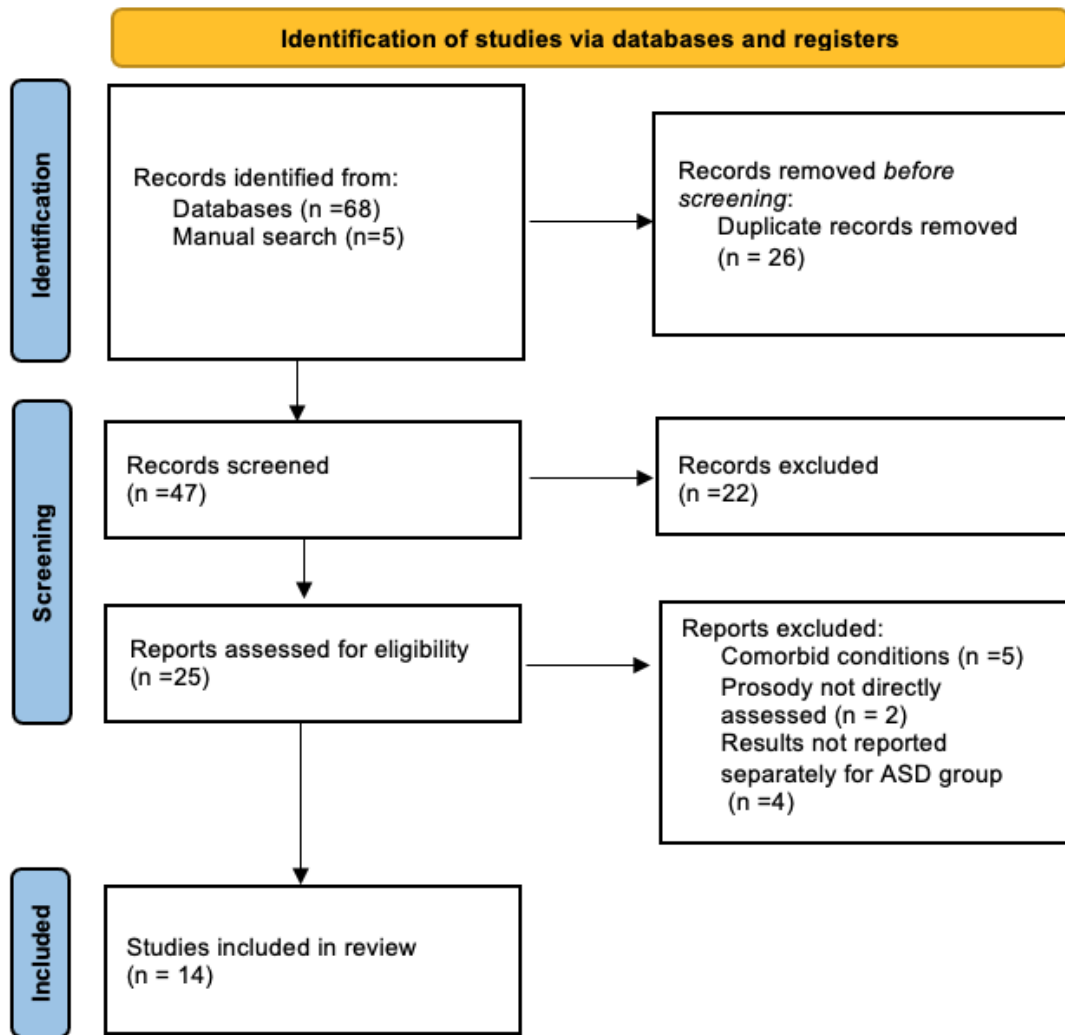 Identification of studies via databases and registers
Identification
Records identified from:
Databases (n =68)
Manual search (n=5)
Records removed before
screening:
Duplicate records removed
(n = 26)
Screening
Records screened
(n =47)
Records excluded
(n =22)
Reports assessed for eligibility
(n =25)
Reports excluded:
Comorbid conditions (n =5)
Prosody not directly
assessed (n = 2)
Results not reported
separately for ASD group
(n =4)
Included
Studies included in review
(n = 14)